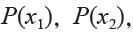 P(x₁), P(x₂),